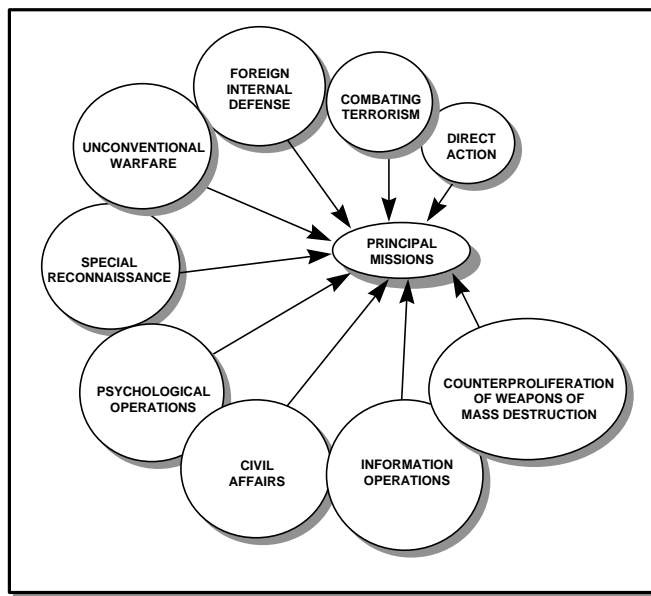 FOREIGN
INTERNAL
DEFENSE
COMBATING
TERRORISM
DIRECT
ACTION
UNCONVENTIONAL
WARFARE
PRINCIPAL
MISSIONS
SPECIAL
RECONNAISSANCE
PSYCHOLOGICAL
OPERATIONS
COUNTERPROLIFERATION
OF WEAPONS OF
MASS DESTRUCTION
CIVIL
AFFAIRS
INFORMATION
OPERATIONS